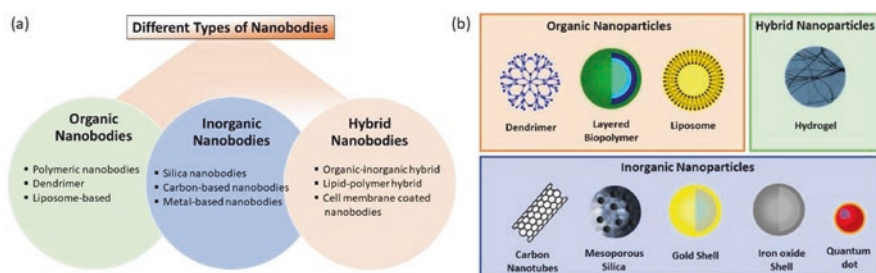 (a)
Different Types of Nanobodies
Organic
Nanobodies
▪ Polymeric nanobodies
▪ Dendrimer
▪ Liposome-based
Inorganic
Nanobodies
▪ Silica nanobodies
▪ Carbon-based nanobodies
▪ Metal-based nanobodies
Hybrid
Nanobodies
▪ Organic-inorganic hybrid
▪ Lipid-polymer hybrid
▪ Cell membrane coated
nanobodies
(b)
Organic Nanoparticles
Dendrimer
Layered
Biopolymer
Liposome
Hybrid Nanoparticles
Hydrogel
Inorganic Nanoparticles
Carbon
Nanotubes
Mesoporous
Silica
Gold Shell
Iron oxide
Shell
Quantum
dot